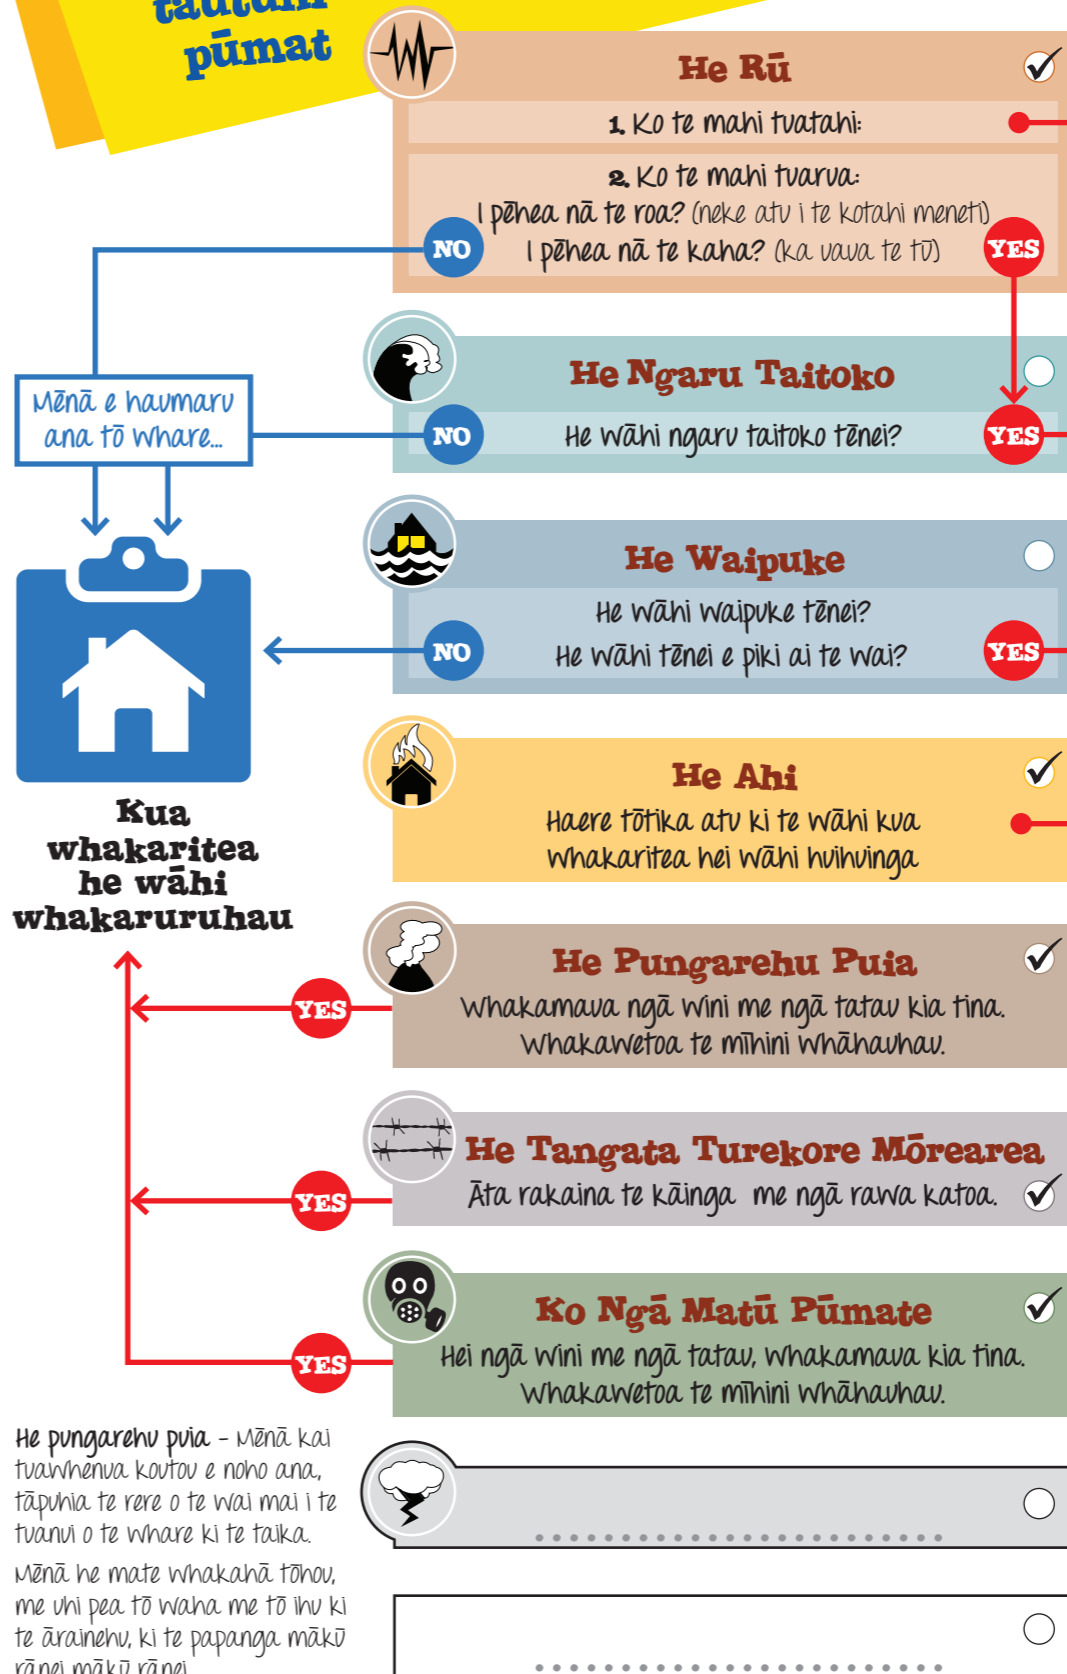 pūmat
He Rū
1. Ko te mahi tuatahi:
2. Ko te mahi tuarua:
I pēhea nā te roa? (neke atu i te kotahi meneti)
I pēhea nā te kaha? (ka uaua te tū)
NO
YES
Mēnā e haumaru
ana tō whare...
He Ngaru Taitoko
NO
He wāhi ngaru taitoko tēnei?
YES
He Waipuke
He wāhi waipuke tēnei?
He wāhi tēnei e piki ai te wai?
NO
YES
Kua
whakaritea
he wāhi
whakaruruhau
He Ahi
Haere tōtika atu ki te wāhi kua
whakaritea hei wāhi huihuinga
He Pungarehu Puia
Whakamaua ngā wini me ngā tatau kia tina.
Whakawetoa te mīhini whāhauhau.
YES
He Tangata Turekore Mōrearea
Āta rakaina te kāinga me ngā rawa katoa.
YES
Ko Ngā Matū Pūmate
Hei ngā wini me ngā tatau, whakamaua kia tina.
Whakawetoa te mīhini whāhauhau.
YES
He pungarehu puia - Mēnā kai
tuawhenua koutou e noho ana,
tāpuhia te rere o te wai mai i te
tuanui o te whare ki te taika.
Mēnā he mate whakahā tōhou,
me uhi pea tō waha me tō ihu ki
te ārainehu, ki te papanga mākū
rānei mākū rānei